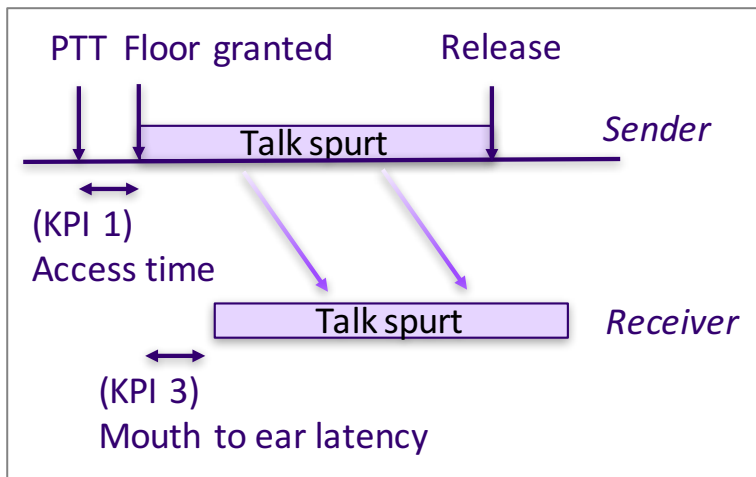 PTT Floor granted Release
Talk spurt
Sender
(KPI 1)
Access time
Talk spurt
Receiver
(KPI 3)
Mouth to ear latency